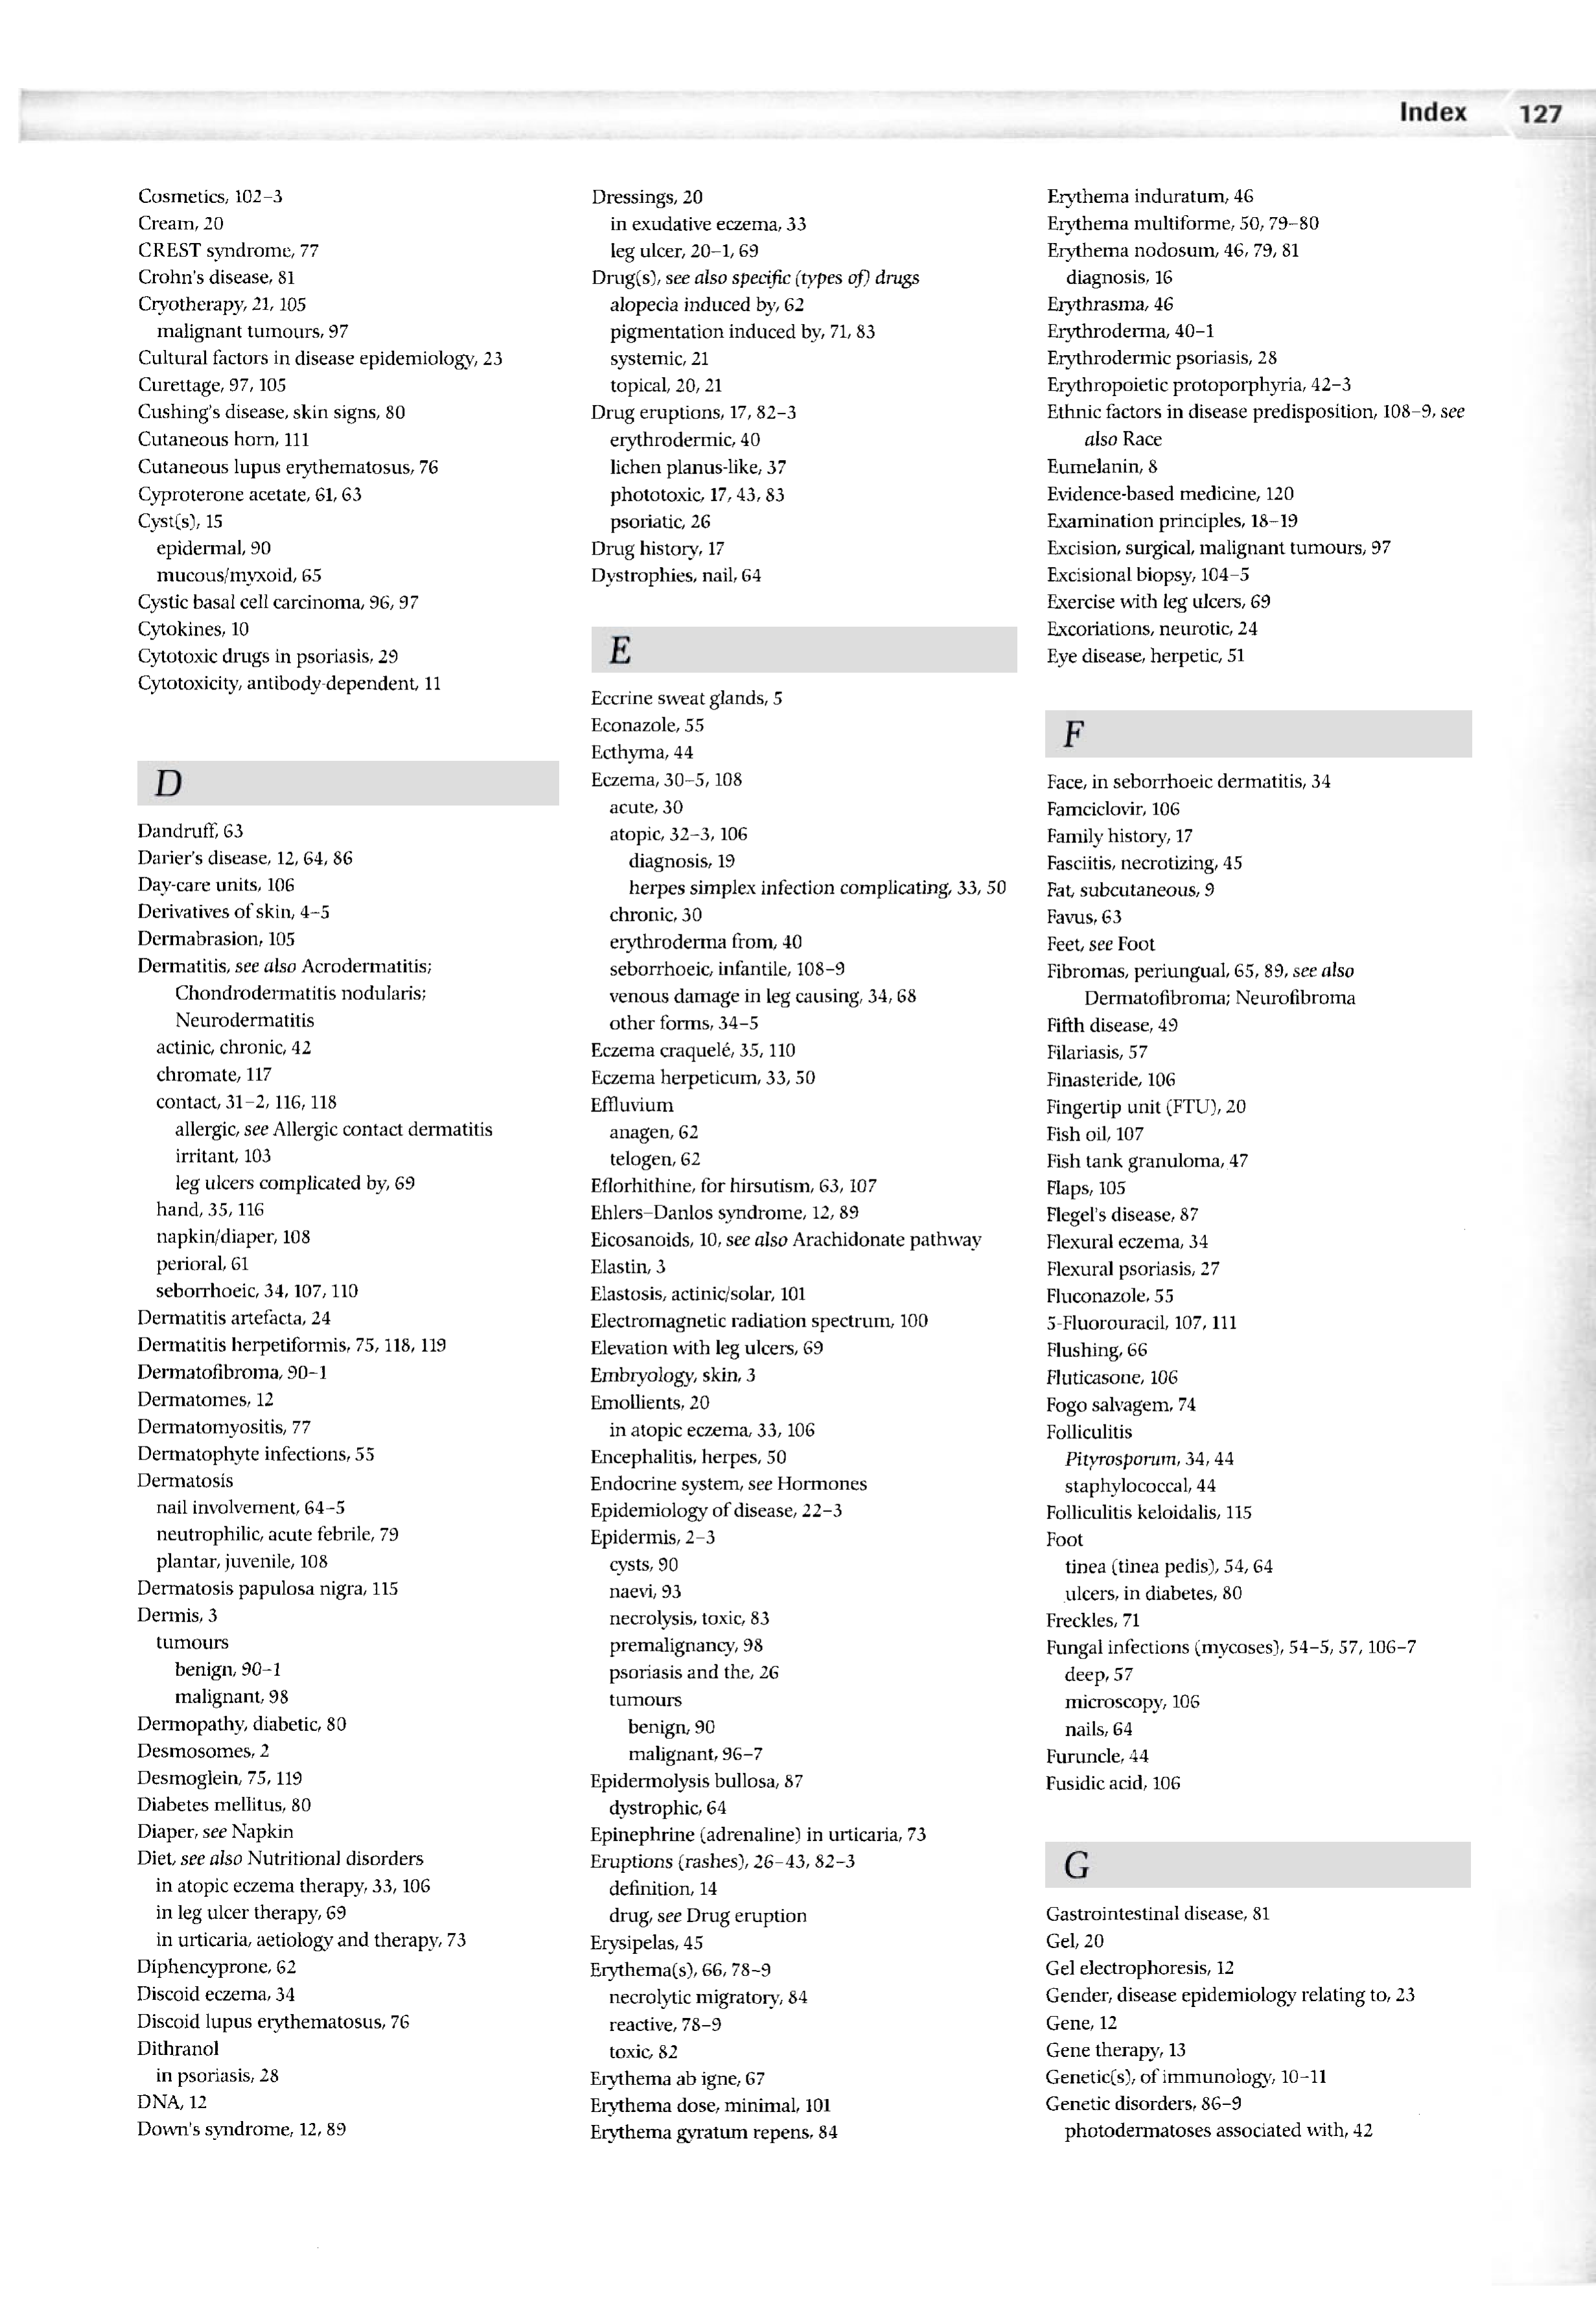 Index 127
Cosmetics, 102–3
Cream, 20
CREST syndrome, 77
Crohn's disease, 81
Cryotherapy, 21, 105
malignant tumours, 97
Cultural factors in disease epidemiology, 23
Curettage, 97, 105
Cushing's disease, skin signs, 80
Cutaneous horn, 111
Cutaneous lupus erythematosus, 76
Cyproterone acetate, 61, 63
Cyst(s), 15
epidermal, 90
mucous/myxoid, 65
Cystic basal cell carcinoma, 96, 97
Cytokines, 10
Cytotoxic drugs in psoriasis, 29
Cytotoxicity, antibody-dependent, 11
D
Dandruff, 63
Darier's disease, 12, 64, 86
Day-care units, 106
Derivatives of skin, 4–5
Dermabrasion, 105
Dermatitis, see also Acrodermatitis;
Chondrodermatitis nodularis;
Neurodermatitis
actinic, chronic, 42
chromate, 117
contact, 31–2, 116, 118
allergic, see Allergic contact dermatitis
irritant, 103
leg ulcers complicated by, 69
hand, 35, 116
napkin/diaper, 108
perioral, 61
seborrhoeic, 34, 107, 110
Dermatitis artefacta, 24
Dermatitis herpetiformis, 75, 118, 119
Dermatofibroma, 90–1
Dermatomes, 12
Dermatomyositis, 77
Dermatophyte infections, 55
Dermatosis
nail involvement, 64–5
neutrophilic, acute febrile, 79
plantar, juvenile, 108
Dermatosis papulosa nigra, 115
Dermis, 3
tumours
benign, 90–1
malignant, 98
Dermopathy, diabetic, 80
Desmosomes, 2
Desmoglein, 75, 119
Diabetes mellitus, 80
Diaper, see Napkin
Diet, see also Nutritional disorders
in atopic eczema therapy, 33, 106
in leg ulcer therapy, 69
in urticaria, aetiology and therapy, 73
Diphencyprone, 62
Discoid eczema, 34
Discoid lupus erythematosus, 76
Dithranol
in psoriasis, 28
DNA, 12
Down's syndrome, 12, 89
Dressings, 20
in exudative eczema, 33
leg ulcer, 20–1, 69
Drug(s), see also specific (types of) drugs
alopecia induced by, 62
pigmentation induced by, 71, 83
systemic, 21
topical, 20, 21
Drug eruptions, 17, 82–3
erythrodermic, 40
lichen planus-like, 37
phototoxic, 17, 43, 83
psoriatic, 26
Drug history, 17
Dystrophies, nail, 64
E
Eccrine sweat glands, 5
Econazole, 55
Ecthyma, 44
Eczema, 30–5, 108
acute, 30
atopic, 32–3, 106
diagnosis, 19
herpes simplex infection complicating, 33, 50
chronic, 30
erythroderma from, 40
seborrhoeic, infantile, 108–9
venous damage in leg causing, 34, 68
other forms, 34–5
Eczema craquelé, 35, 110
Eczema herpeticum, 33, 50
Effluvium
anagen, 62
telogen, 62
Eflorhithine, for hirsutism, 63, 107
Ehlers–Danlos syndrome, 12, 89
Eicosanoids, 10, see also Arachidonate pathway
Elastin, 3
Elastosis, actinic/solar, 101
Electromagnetic radiation spectrum, 100
Elevation with leg ulcers, 69
Embryology, skin, 3
Emollients, 20
in atopic eczema, 33, 106
Encephalitis, herpes, 50
Endocrine system, see Hormones
Epidemiology of disease, 22–3
Epidermis, 2–3
cysts, 90
naevi, 93
necrolysis, toxic, 83
premalignancy, 98
psoriasis and the, 26
tumours
benign, 90
malignant, 96–7
Epidermolysis bullosa, 87
dystrophic, 64
Epinephrine (adrenaline) in urticaria, 73
Eruptions (rashes), 26–43, 82–3
definition, 14
drug, see Drug eruption
Erysipelas, 45
Erythema(s), 66, 78–9
necrolytic migratory, 84
reactive, 78–9
toxic, 82
Erythema ab igne, 67
Erythema dose, minimal, 101
Erythema gyratum repens, 84
Erythema induratum, 46
Erythema multiforme, 50, 79–80
Erythema nodosum, 46, 79, 81
diagnosis, 16
Erythrasma, 46
Erythroderma, 40–1
Erythrodermic psoriasis, 28
Erythropoietic protoporphyria, 42–3
Ethnic factors in disease predisposition, 108–9, see
also Race
Eumelanin, 8
Evidence-based medicine, 120
Examination principles, 18–19
Excision, surgical, malignant tumours, 97
Excisional biopsy, 104–5
Exercise with leg ulcers, 69
Excoriations, neurotic, 24
Eye disease, herpetic, 51
F
Face, in seborrhoeic dermatitis, 34
Famciclovir, 106
Family history, 17
Fasciitis, necrotizing, 45
Fat, subcutaneous, 9
Favus, 63
Feet, see Foot
Fibromas, periungual, 65, 89, see also
Dermatofibroma; Neurofibroma
Fifth disease, 49
Filariasis, 57
Finasteride, 106
Fingertip unit (FTU), 20
Fish oil, 107
Fish tank granuloma, 47
Flaps, 105
Flegel's disease, 87
Flexural eczema, 34
Flexural psoriasis, 27
Fluconazole, 55
5-Fluorouracil, 107, 111
Flushing, 66
Fluticasone, 106
Fogo salvagem, 74
Folliculitis
Pityrosporum, 34, 44
staphylococcal, 44
Folliculitis keloidalis, 115
Foot
tinea (tinea pedis), 54, 64
ulcers, in diabetes, 80
Freckles, 71
Fungal infections (mycoses), 54–5, 57, 106–7
deep, 57
microscopy, 106
nails, 64
Furuncle, 44
Fusidic acid, 106
G
Gastrointestinal disease, 81
Gel, 20
Gel electrophoresis, 12
Gender, disease epidemiology relating to, 23
Gene, 12
Gene therapy, 13
Genetic(s), of immunology, 10–11
Genetic disorders, 86–9
photodermatoses associated with, 42